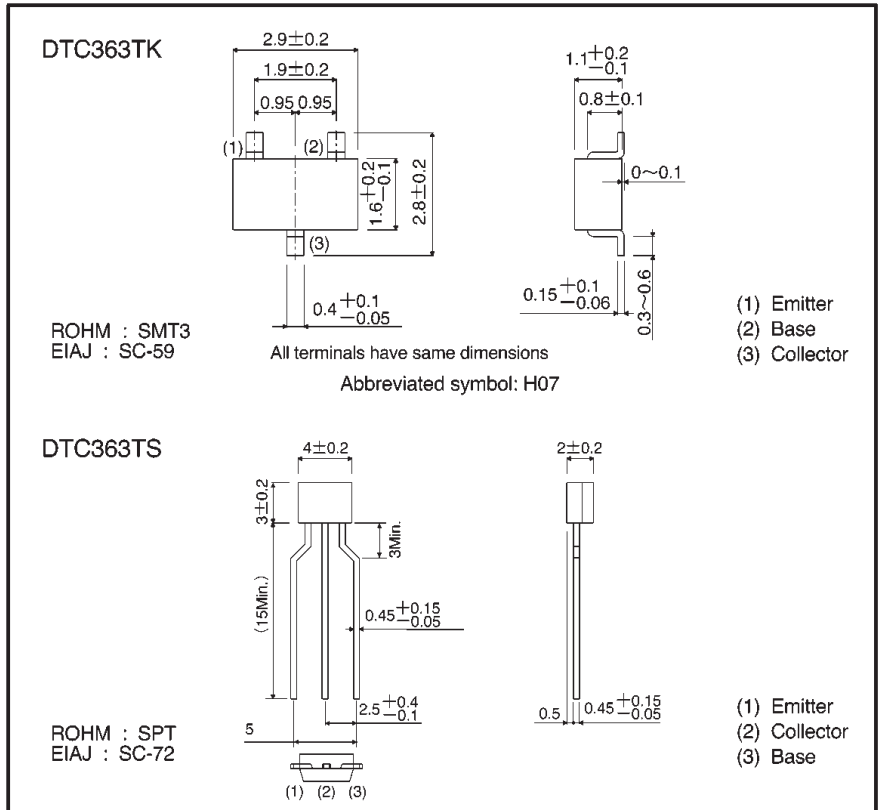 DTC363TK
2.9±0.2
1.9±0.2
0.95 0.95
(1) (2)
(3)
1.6+0.2−0.1
2.8±0.2
0.4+0.1−0.05
1.1+0.2−0.1
0.8±0.1
0~0.1
0.15+0.1−0.06
0.3~0.6
ROHM : SMT3
EIAJ : SC-59
All terminals have same dimensions
Abbreviated symbol: H07
(1) Emitter
(2) Base
(3) Collector
DTC363TS
4±0.2
3±0.2
(15Min.)
3Min.
0.45+0.15−0.05
2.5+0.4−0.1
5
(1) (2) (3)
2±0.2
0.5
0.45+0.15−0.05
ROHM : SPT
EIAJ : SC-72
(1) Emitter
(2) Collector
(3) Base